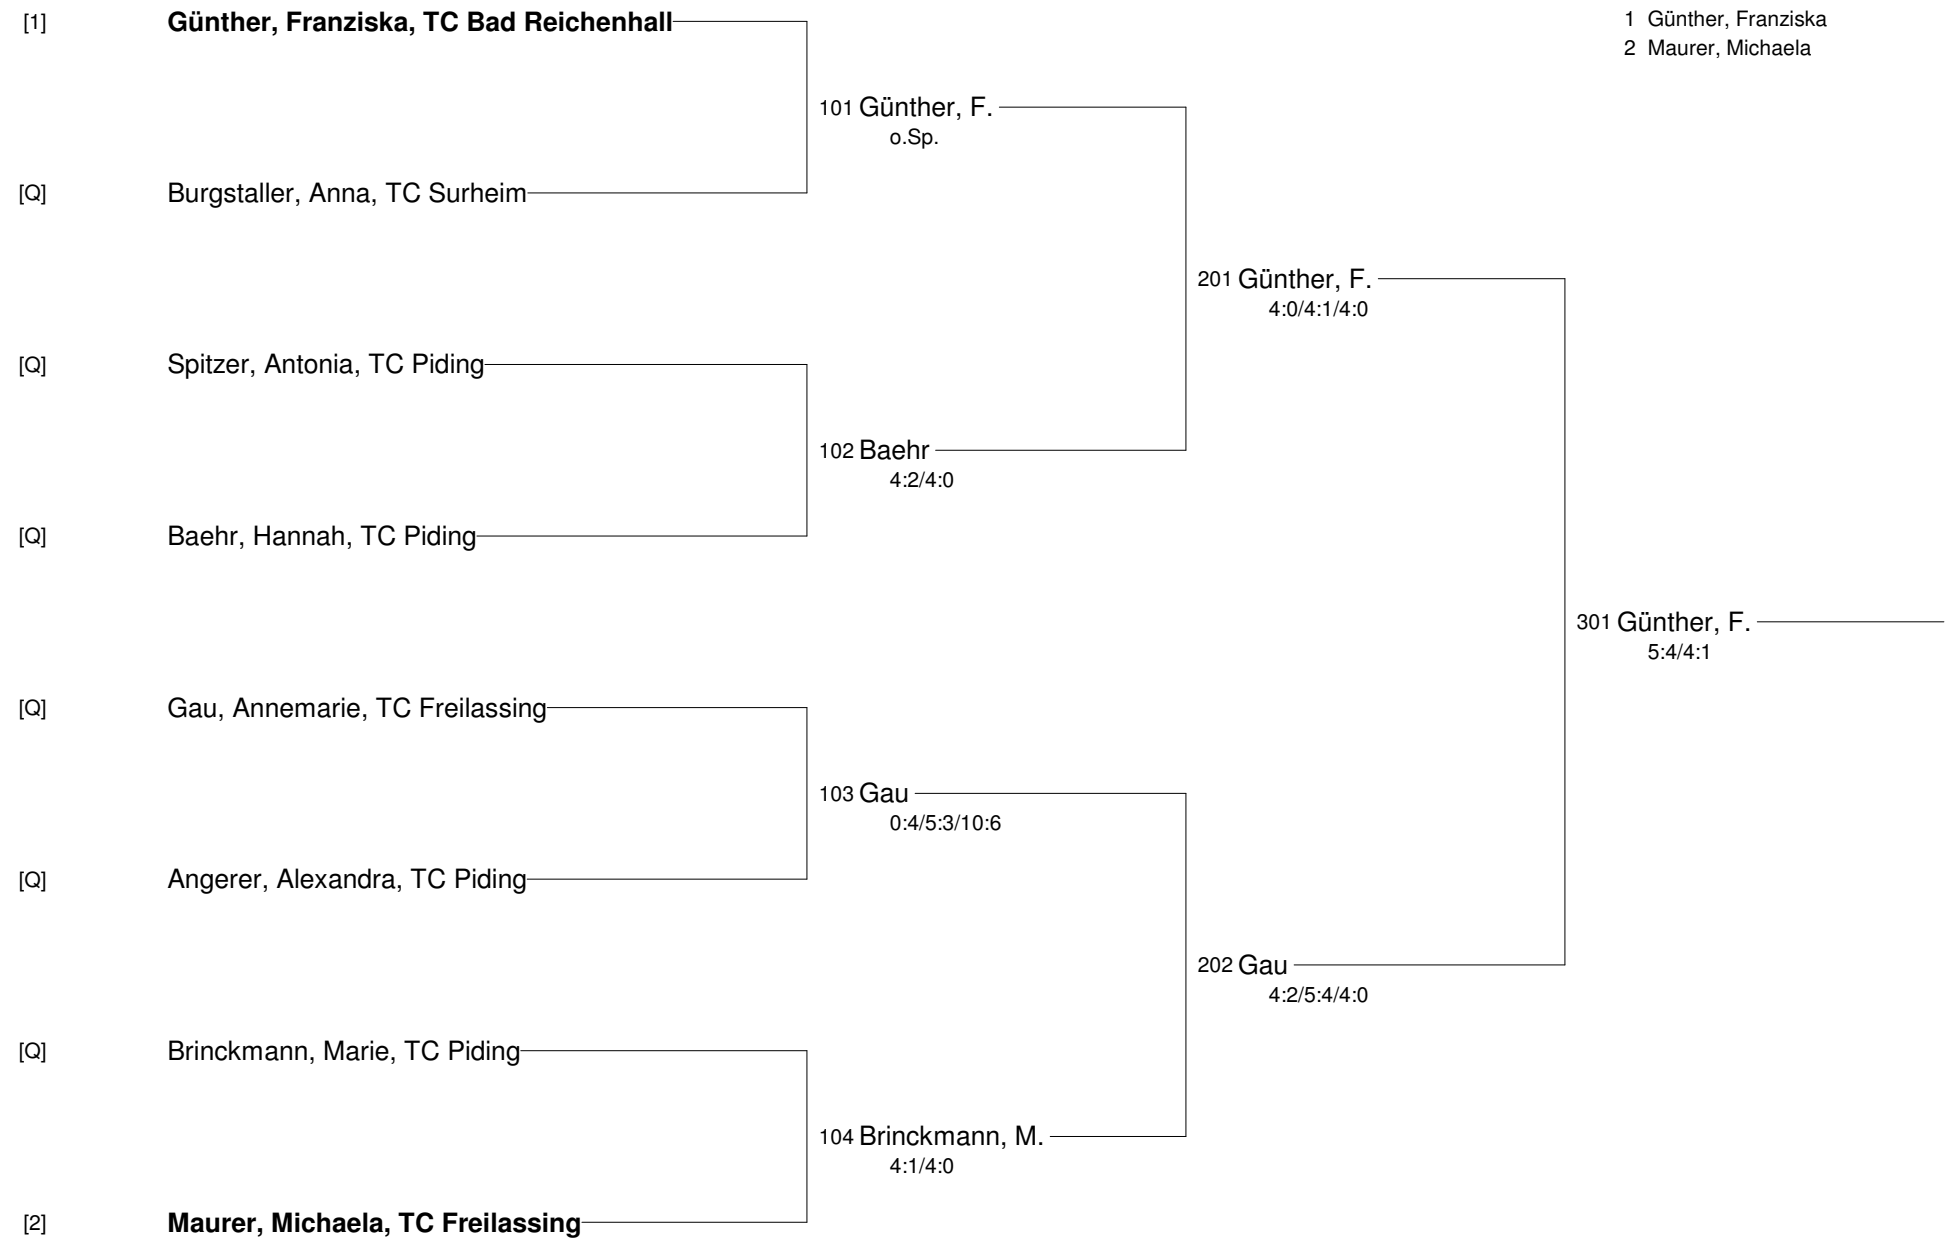 [1] Günther, Franziska, TC Bad Reichenhall
1 Günther, Franziska
2 Maurer, Michaela
101 Günther, F.
o.Sp.
[Q] Burgstaller, Anna, TC Surheim
201 Günther, F.
4:0/4:1/4:0
[Q] Spitzer, Antonia, TC Piding
102 Baehr
4:2/4:0
[Q] Baehr, Hannah, TC Piding
301 Günther, F.
5:4/4:1
[Q] Gau, Annemarie, TC Freilassing
103 Gau
0:4/5:3/10:6
[Q] Angerer, Alexandra, TC Piding
202 Gau
4:2/5:4/4:0
[Q] Brinckmann, Marie, TC Piding
104 Brinckmann, M.
4:1/4:0
[2] Maurer, Michaela, TC Freilassing